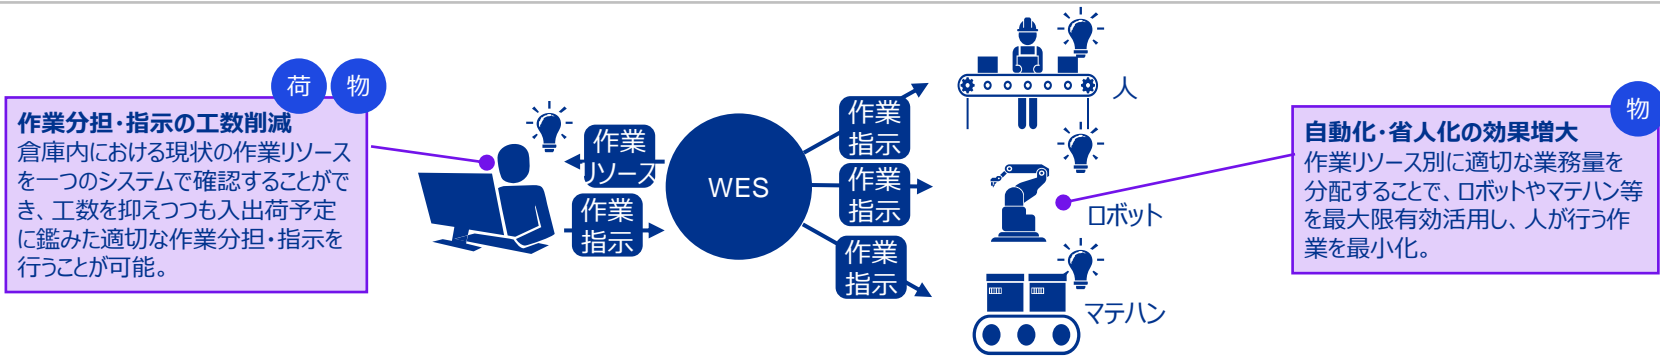 荷
物
作業分担・指示の工数削減
倉庫内における現状の作業リソース
を一つのシステムで確認することがで
き、工数を抑えつつも入出荷予定
に鑑みた適切な作業分担・指示を
行うことが可能。
作業
リソース
作業
指示
WES
作業
指示
作業
指示
作業
指示
人
ロボット
マテハン
物
自動化・省人化の効果増大
作業リソース別に適切な業務量を
分配することで、ロボットやマテハン等
を最大限有効活用し、人が行う作
業を最小化。